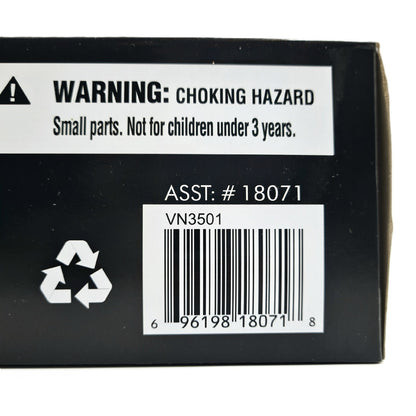 WARNING: CHOKING HAZARD
Small parts. Not for children under 3 years.
ASST: # 18071
VN3501
6 96198 18071 8